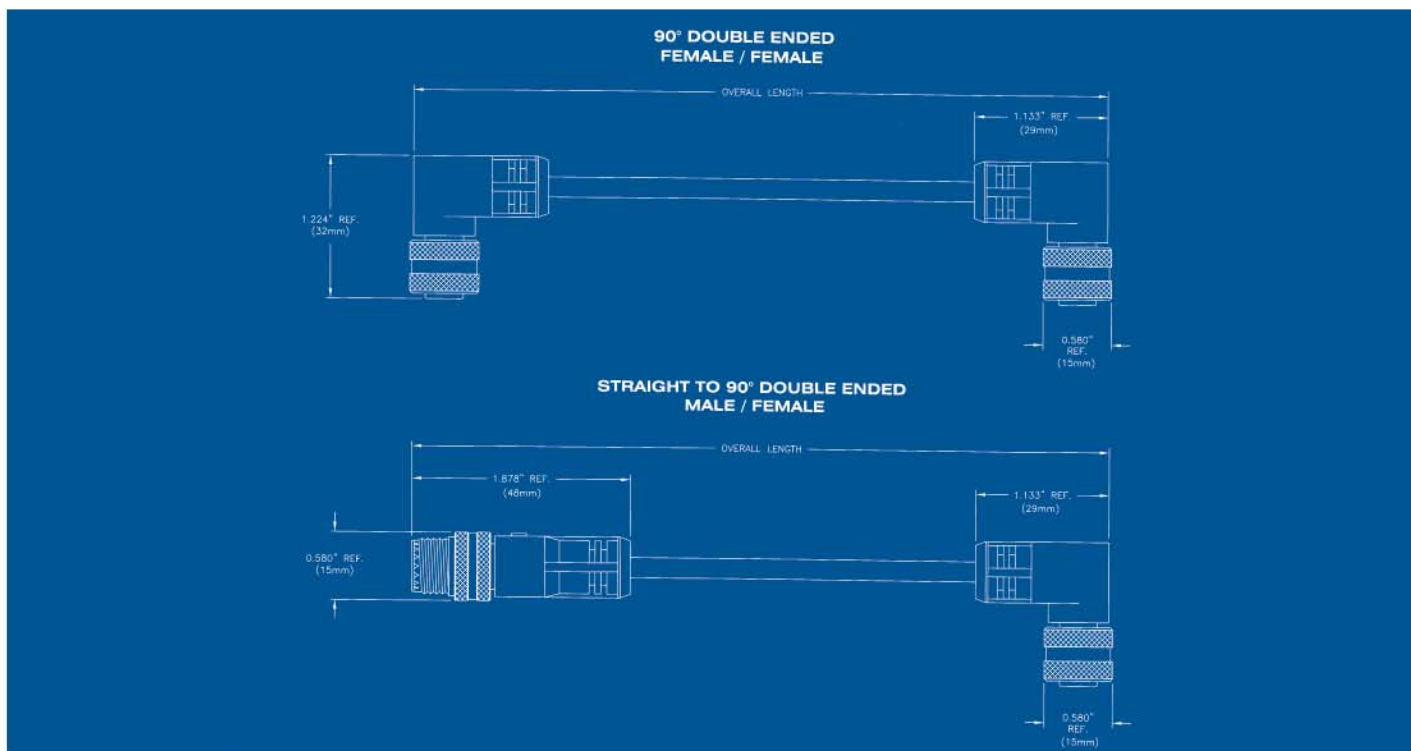 90° DOUBLE ENDED
FEMALE / FEMALE
OVERALL LENGTH
1.133" REF.
(29mm)
1.224" REF.
(32mm)
0.580"
REF.
(15mm)
STRAIGHT TO 90° DOUBLE ENDED
MALE / FEMALE
OVERALL LENGTH
1.878" REF.
(48mm)
1.133" REF.
(29mm)
0.580" REF.
(15mm)
0.580"
REF.
(15mm)